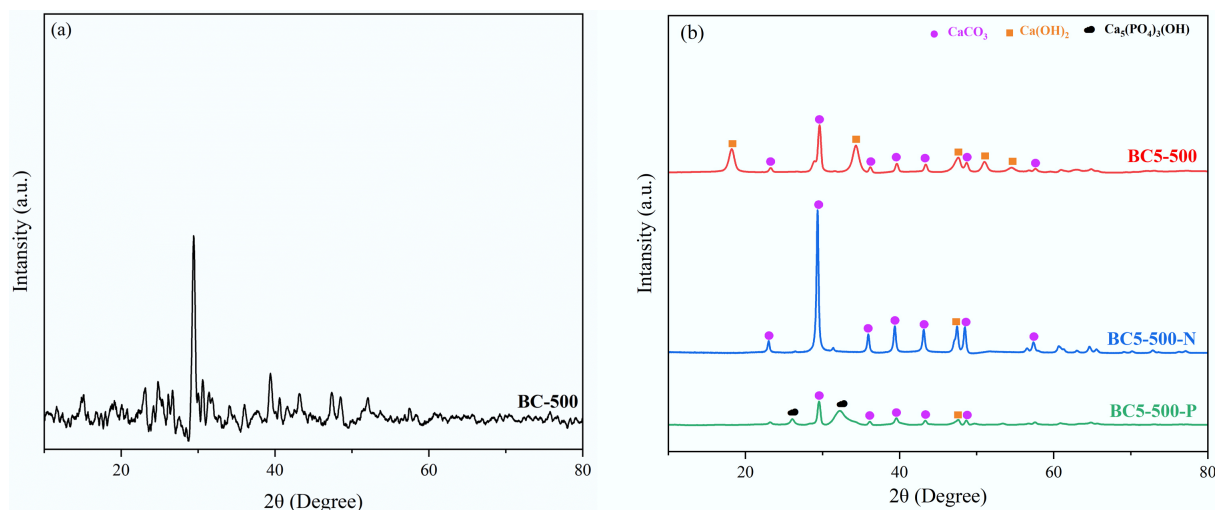 (a)
Intansity (a.u.)
BC-500
20 40 60 80
2θ (Degree)
(b)
CaCO₃ Ca(OH)₂ Ca₅(PO₄)₃(OH)
Intansity (a.u.)
BC5-500
BC5-500-N
BC5-500-P
20 40 60 80
2θ (Degree)